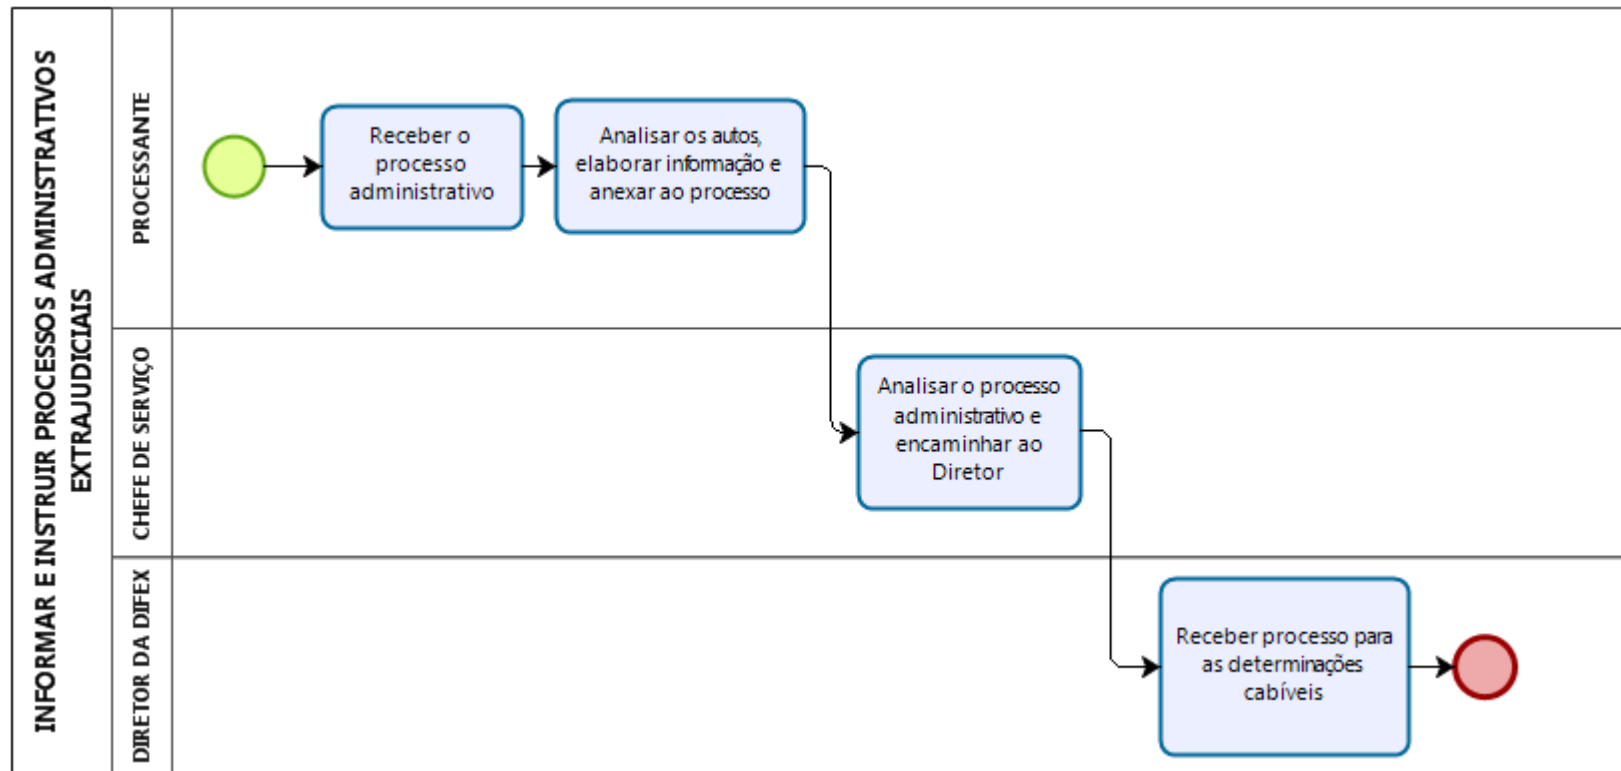 INFORMAR E INSTRUIR PROCESSOS ADMINISTRATIVOS
EXTRAJUDICIAIS
PROCESSANTE
Receber o
processo
administrativo
Analisar os autos,
elaborar informação e
anexar ao processo
CHEFE DE SERVIÇO
Analisar o processo
administrativo e
encaminhar ao
Diretor
DIRETOR DA DIFEX
Receber processo para
as determinações
cabíveis